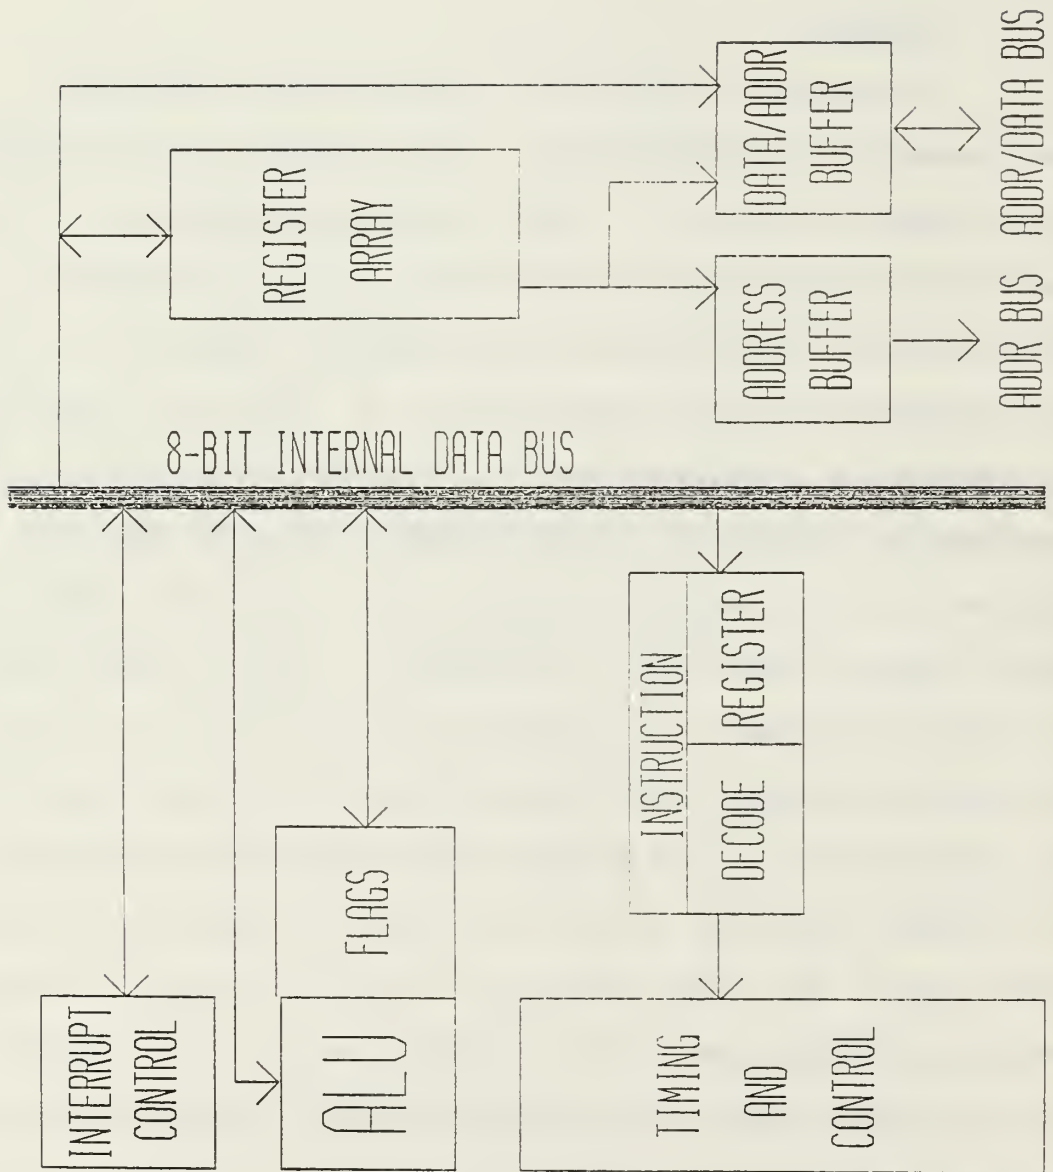 INTERRUPT
CONTROL
ALU
FLAGS
TIMING
AND
CONTROL
INSTRUCTION
DECODE
REGISTER
8-BIT INTERNAL DATA BUS
REGISTER
ARRAY
ADDRESS
BUFFER
DATA/ADDR
BUFFER
ADDR BUS
ADDR/DATA BUS